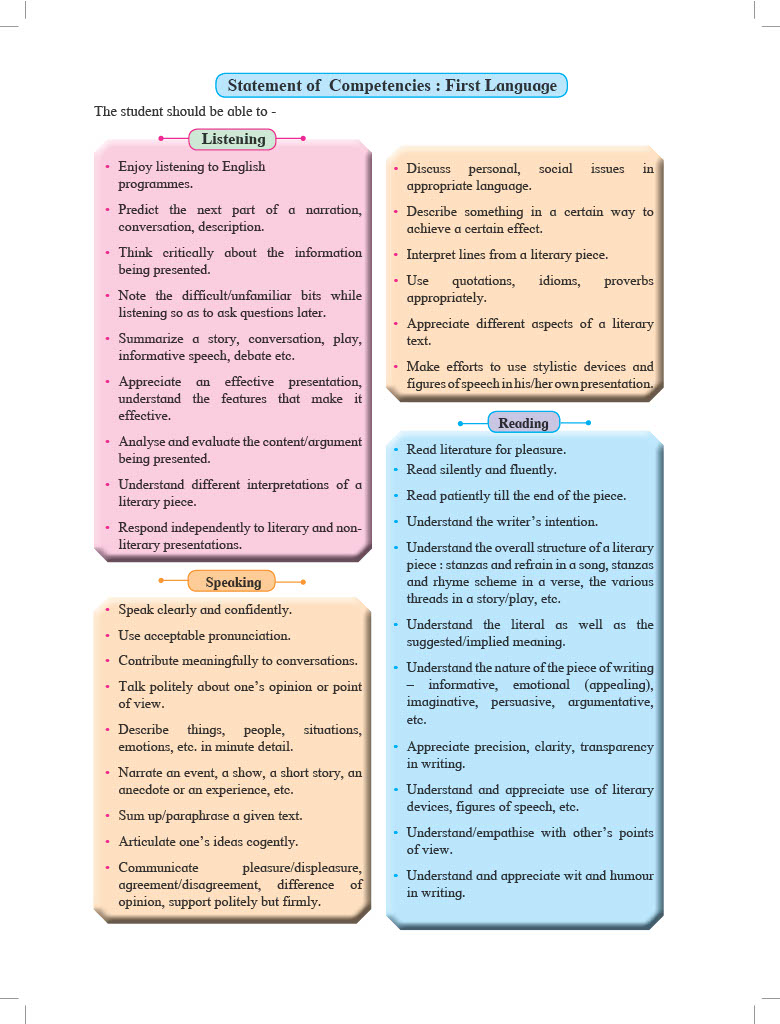 Statement of Competencies : First Language
The student should be able to -
Listening
• Enjoy listening to English
programmes.
• Predict the next part of a narration,
conversation, description.
• Think critically about the information
being presented.
• Note the difficult/unfamiliar bits while
listening so as to ask questions later.
• Summarize a story, conversation, play,
informative speech, debate etc.
• Appreciate an effective presentation,
understand the features that make it
effective.
• Analyse and evaluate the content/argument
being presented.
• Understand different interpretations of a
literary piece.
• Respond independently to literary and non-
literary presentations.
Speaking
• Speak clearly and confidently.
• Use acceptable pronunciation.
• Contribute meaningfully to conversations.
• Talk politely about one’s opinion or point
of view.
• Describe things, people, situations,
emotions, etc. in minute detail.
• Narrate an event, a show, a short story, an
anecdote or an experience, etc.
• Sum up/paraphrase a given text.
• Articulate one’s ideas cogently.
• Communicate pleasure/displeasure,
agreement/disagreement, difference of
opinion, support politely but firmly.
• Discuss personal, social issues in
appropriate language.
• Describe something in a certain way to
achieve a certain effect.
• Interpret lines from a literary piece.
• Use quotations, idioms, proverbs
appropriately.
• Appreciate different aspects of a literary
text.
• Make efforts to use stylistic devices and
figures of speech in his/her own presentation.
Reading
• Read literature for pleasure.
• Read silently and fluently.
• Read patiently till the end of the piece.
• Understand the writer’s intention.
• Understand the overall structure of a literary
piece : stanzas and refrain in a song, stanzas
and rhyme scheme in a verse, the various
threads in a story/play, etc.
• Understand the literal as well as the
suggested/implied meaning.
• Understand the nature of the piece of writing
– informative, emotional (appealing),
imaginative, persuasive, argumentative,
etc.
• Appreciate precision, clarity, transparency
in writing.
• Understand and appreciate use of literary
devices, figures of speech, etc.
• Understand/empathise with other’s points
of view.
• Understand and appreciate wit and humour
in writing.